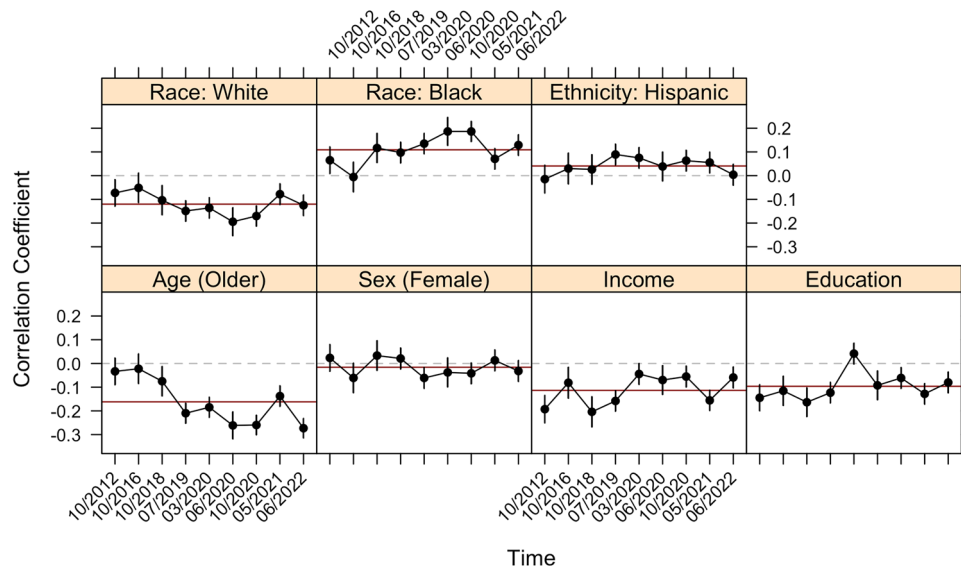 10/2012 10/2016 10/2018 07/2019 03/2020 06/2020 10/2020 05/2021 06/2022
Race: White Race: Black Ethnicity: Hispanic
0.2
0.1
0.0
-0.1
-0.2
-0.3
Correlation Coefficient
Age (Older) Sex (Female) Income Education
0.2
0.1
0.0
-0.1
-0.2
-0.3
10/2012 10/2016 10/2018 07/2019 03/2020 06/2020 10/2020 05/2021 06/2022
10/2012 10/2016 10/2018 07/2019 03/2020 06/2020 10/2020 05/2021 06/2022
Time